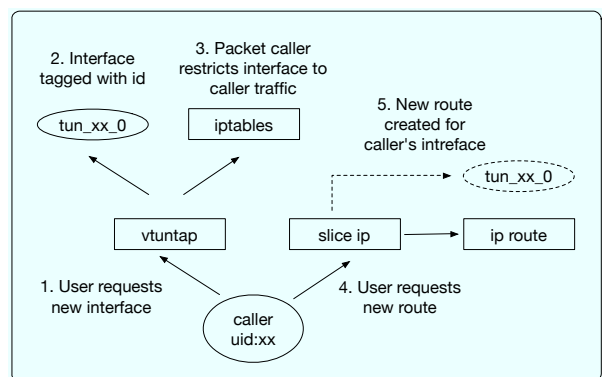 2. Interface
tagged with id
3. Packet caller
restricts interface to
caller traffic
tun_xx_0
iptables
5. New route
created for
caller's intreface
tun_xx_0
vtuntap
slice ip
ip route
1. User requests
new interface
4. User requests
new route
caller
uid:xx